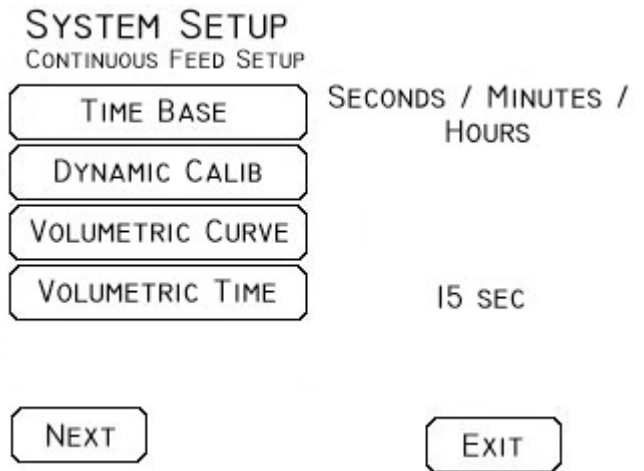 System Setup
Continuous Feed Setup
Time Base
Seconds / Minutes /
Hours
Dynamic Calib
Volumetric Curve
Volumetric Time
15 sec
Next
Exit